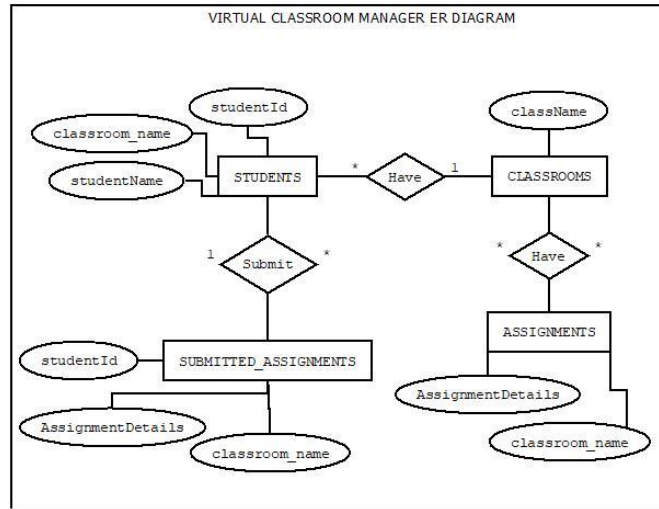 VIRTUAL CLASSROOM MANAGER ER DIAGRAM
studentId
className
classroom_name
studentName
STUDENTS
*
Have
1
CLASSROOMS
1
Submit
*
*
Have
*
studentId
SUBMITTED_ASSIGNMENTS
ASSIGNMENTS
AssignmentDetails
AssignmentDetails
classroom_name
classroom_name